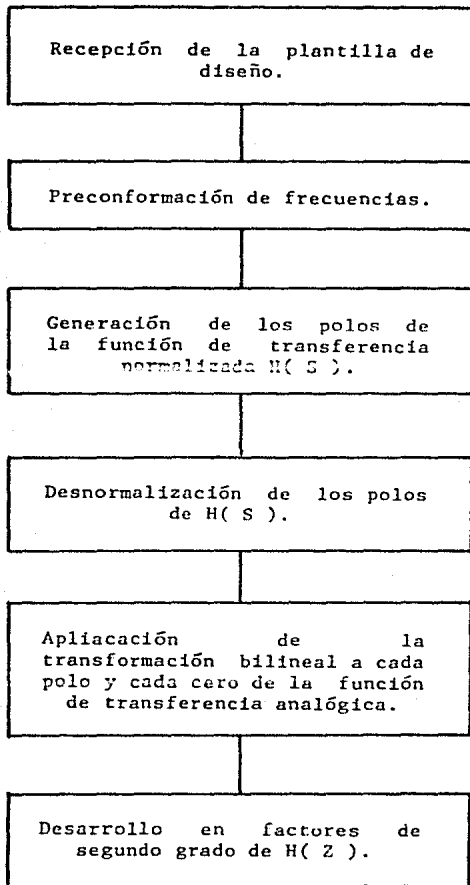 Recepción de la plantilla de
diseño.
Preconformación de frecuencias.
Generación de los polos de
la función de transferencia
normalizada H( S ).
Desnormalización de los polos
de H( S ).
Apliacación de la
transformación bilineal a cada
polo y cada cero de la función
de transferencia analógica.
Desarrollo en factores de
segundo grado de H( Z ).